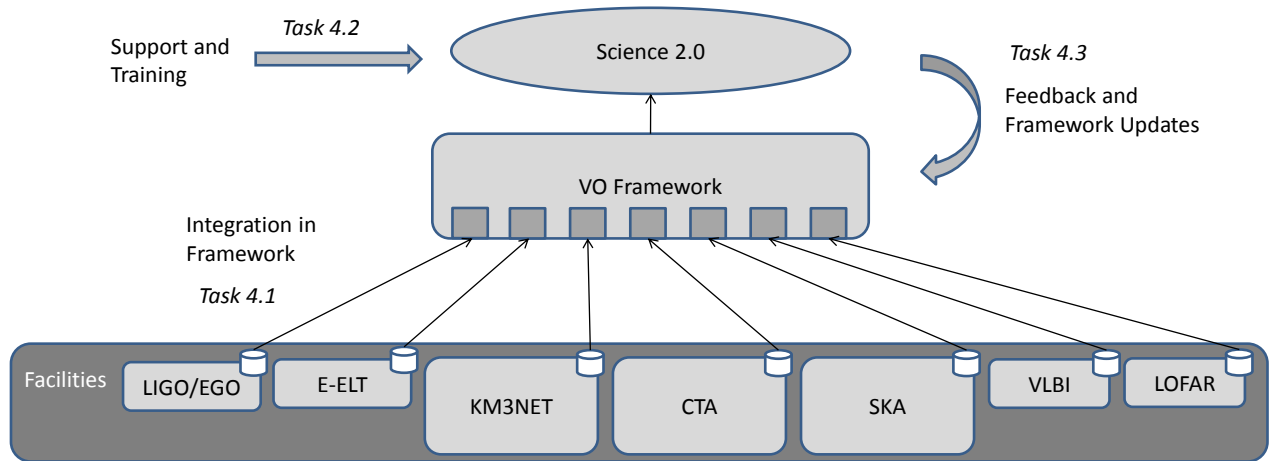 Task 4.2
Support and
Training
Science 2.0
Task 4.3
Feedback and
Framework Updates
VO Framework
Integration in
Framework
Task 4.1
Facilities
LIGO/EGO
E-ELT
KM3NET
CTA
SKA
VLBI
LOFAR